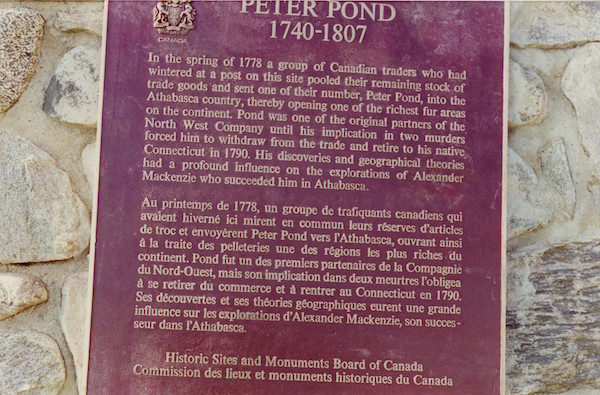 CANADA
PETER POND
1740-1807
In the spring of 1778 a group of Canadian traders who had
wintered at a post on this site pooled their remaining stock of
trade goods and sent one of their number, Peter Pond, into the
Athabasca country, thereby opening one of the richest fur areas
on the continent. Pond was one of the original partners of the
North West Company until his implication in two murders
forced him to withdraw from the trade and retire to his native
Connecticut in 1790. His discoveries and geographical theories
had a profound influence on the explorations of Alexander
Mackenzie who succeeded him in Athabasca.
Au printemps de 1778, un groupe de trafiquants canadiens qui
avaient hiverné ici mirent en commun leurs réserves d'articles
de troc et envoyèrent Peter Pond vers l'Athabasca, ouvrant ainsi
à la traite des pelleteries une des régions les plus riches du
continent. Pond fut un des premiers partenaires de la Compagnie
du Nord-Ouest, mais son implication dans deux meurtres l'obligea
à se retirer du commerce et à rentrer au Connecticut en 1790.
Ses découvertes et ses théories géographiques eurent une grande
influence sur les explorations d'Alexander Mackenzie, son succes-
seur dans l'Athabasca.
Historic Sites and Monuments Board of Canada
Commission des lieux et monuments historiques du Canada